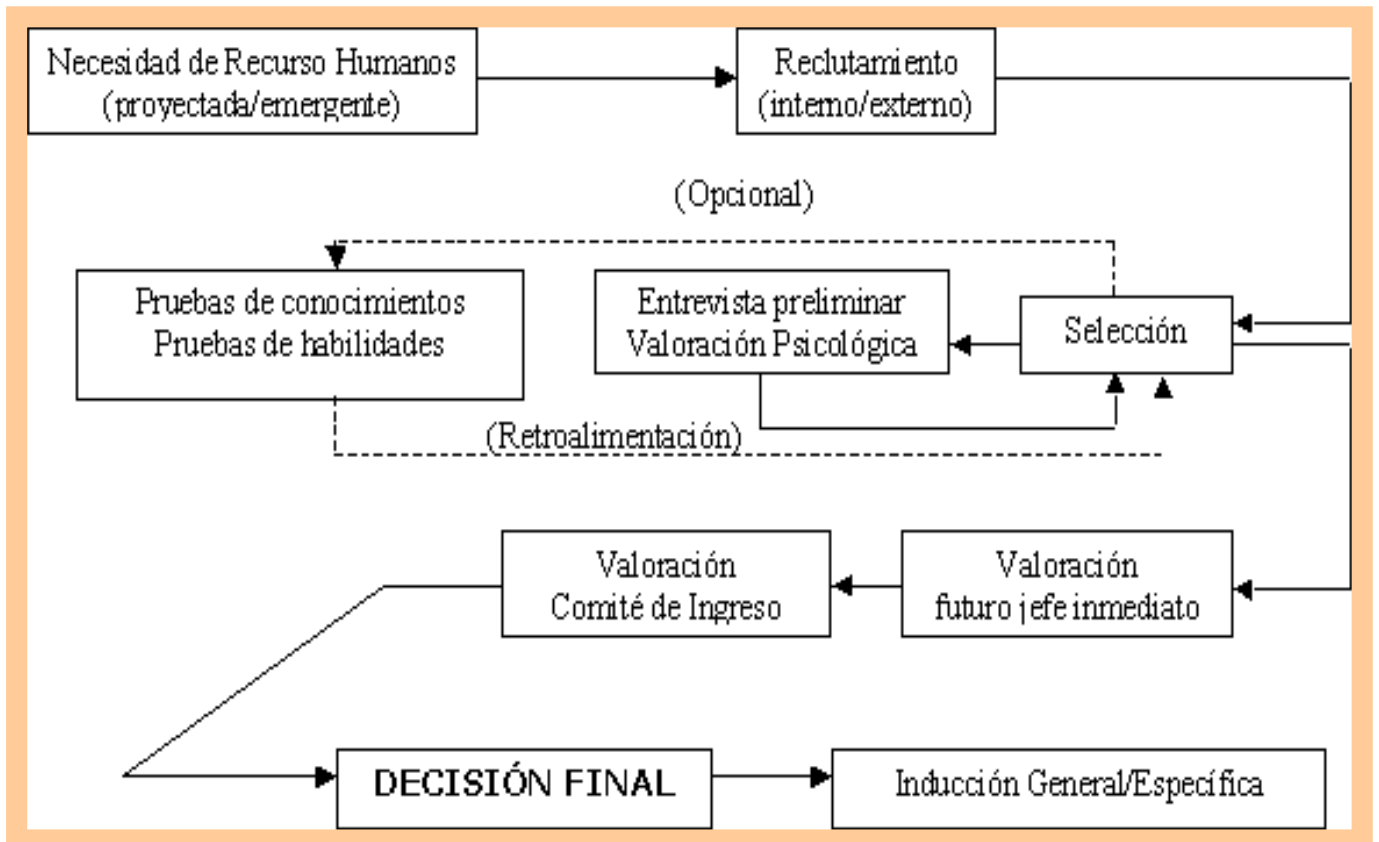 Necesidad de Recurso Humanos
(proyectada/emergente)
Reclutamiento
(interno/externo)
(Opcional)
Pruebas de conocimientos
Pruebas de habilidades
Entrevista preliminar
Valoración Psicológica
Selección
(Retroalimentación)
Valoración
Comité de Ingreso
Valoración
futuro jefe inmediato
DECISIÓN FINAL
Inducción General/Específica